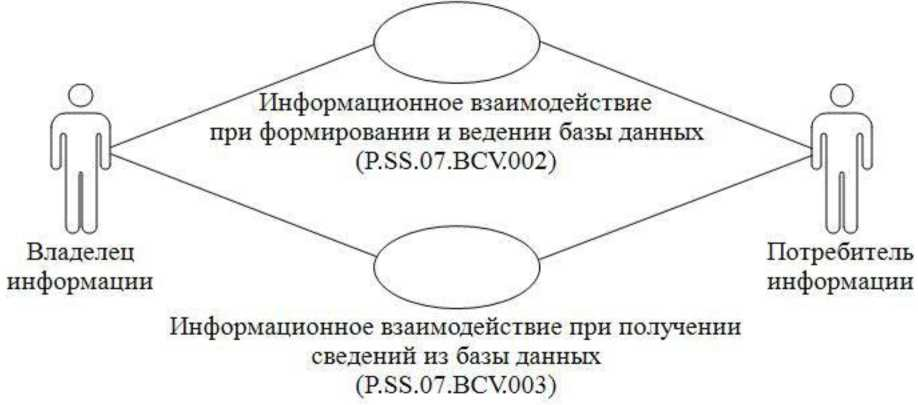 Информационное взаимодействие
при формировании и ведении базы данных
(P.SS.07.BCV.002)
Владелец
информации
Потребитель
информации
Информационное взаимодействие при получении
сведений из базы данных
(P.SS.07.BCV.003)